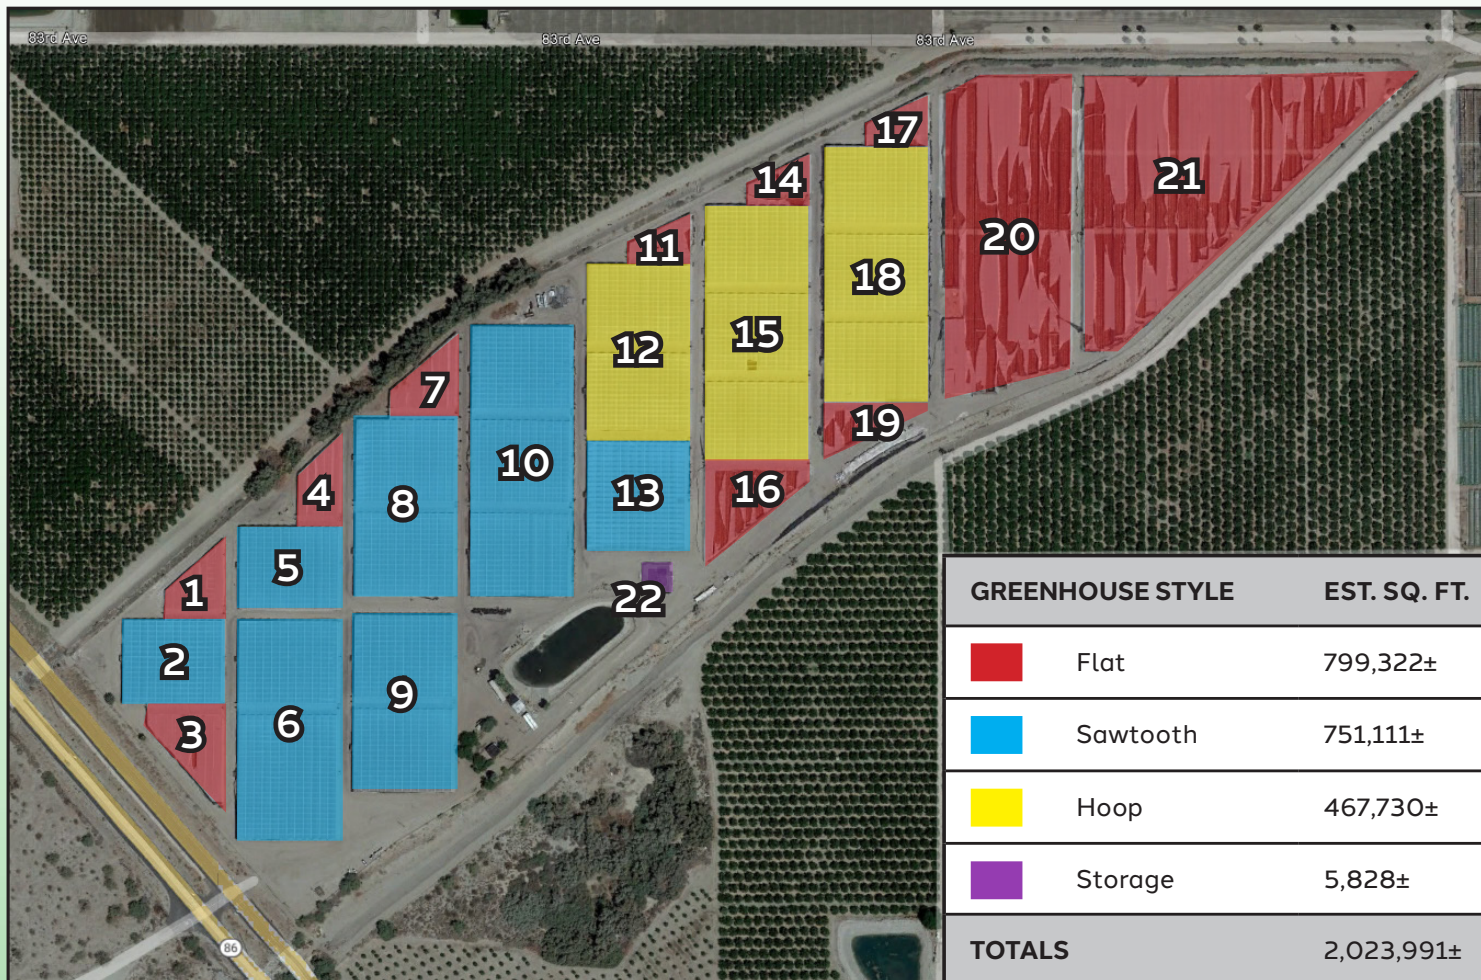 83rd Ave
83rd Ave
83rd Ave
17
14
21
11
20
18
12
15
7
19
10
4
8
13
16
5
1
22
2
9
6
3
86
GREENHOUSE STYLE EST. SQ. FT.
Flat 799,322±
Sawtooth 751,111±
Hoop 467,730±
Storage 5,828±
TOTALS 2,023,991±